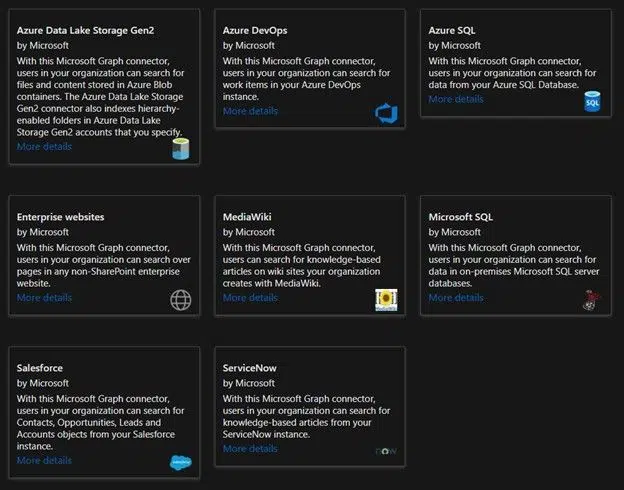 Azure Data Lake Storage Gen2
by Microsoft
With this Microsoft Graph connector,
users in your organization can search for
files and content stored in Azure Blob
containers. The Azure Data Lake Storage
Gen2 connector also indexes hierarchy-
enabled folders in Azure Data Lake
Storage Gen2 accounts that you specify.
More details
Azure DevOps
by Microsoft
With this Microsoft Graph connector,
users in your organization can search for
work items in your Azure DevOps
instance.
More details
Azure SQL
by Microsoft
With this Microsoft Graph connector,
users in your organization can search for
data from your Azure SQL Database.
More details
SQL
Enterprise websites
by Microsoft
With this Microsoft Graph connector,
users in your organization can search over
pages in any non-SharePoint enterprise
website.
More details
MediaWiki
by Microsoft
With this Microsoft Graph connector,
users can search for knowledge-based
articles on wiki sites your organization
creates with MediaWiki.
More details
Microsoft SQL
by Microsoft
With this Microsoft Graph connector,
users in your organization can search for
data in on-premises Microsoft SQL server
databases.
More details
Salesforce
by Microsoft
With this Microsoft Graph connector,
users in your organization can search for
Contacts, Opportunities, Leads and
Accounts objects from your Salesforce
instance.
More details
ServiceNow
by Microsoft
With this Microsoft Graph connector,
users in your organization can search for
knowledge-based articles from your
ServiceNow instance.
More details
now